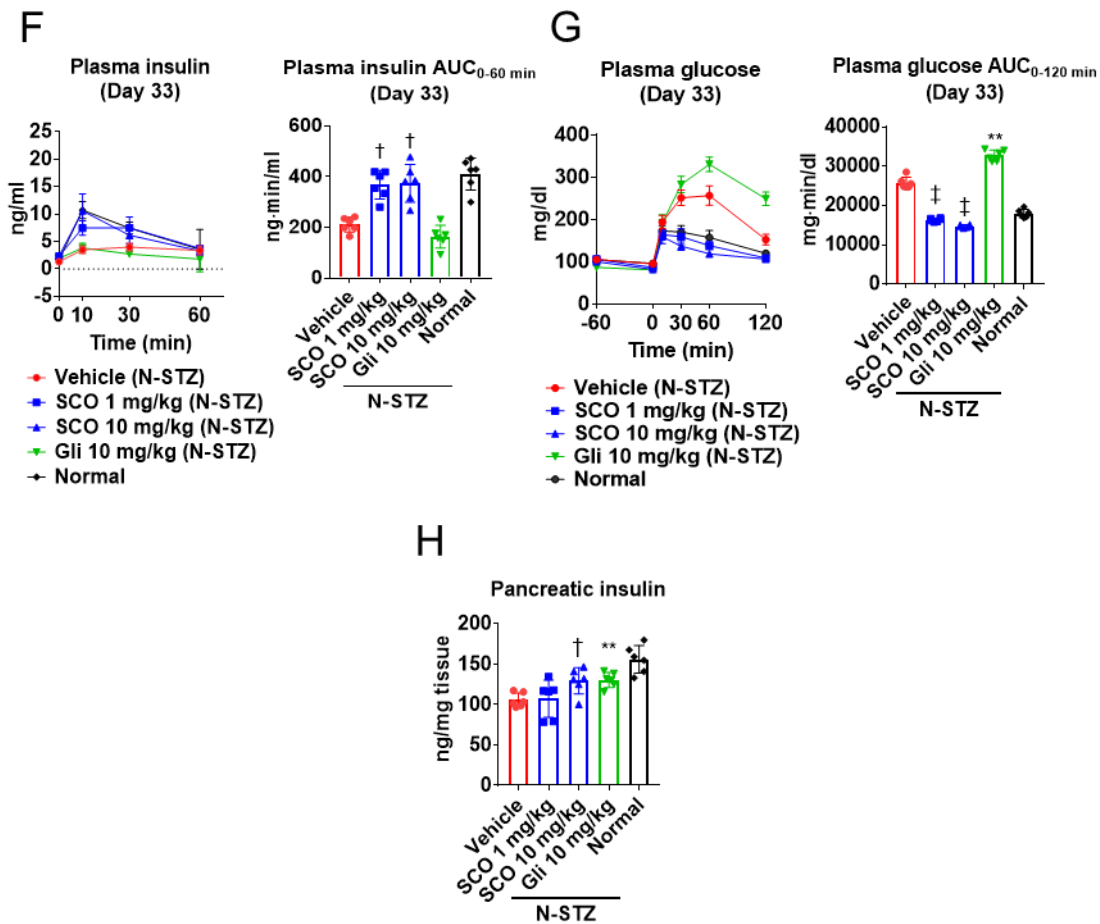 F
Plasma insulin
(Day 33)
ng/ml
25
20
15
10
5
0
-5
0 10 30 60
Time (min)
Vehicle (N-STZ)
SCO 1 mg/kg (N-STZ)
SCO 10 mg/kg (N-STZ)
Gli 10 mg/kg (N-STZ)
Normal
Plasma insulin AUC0-60 min
(Day 33)
ng·min/ml
600
400
200
0
† †
Vehicle
SCO 1 mg/kg
SCO 10 mg/kg
Gli 10 mg/kg
Normal
N-STZ
G
Plasma glucose
(Day 33)
mg/dl
400
300
200
100
0
-60 0 30 60 120
Time (min)
Vehicle (N-STZ)
SCO 1 mg/kg (N-STZ)
SCO 10 mg/kg (N-STZ)
Gli 10 mg/kg (N-STZ)
Normal
Plasma glucose AUC0-120 min
(Day 33)
mg·min/dl
40000
30000
20000
10000
0
‡ ‡ **
Vehicle
SCO 1 mg/kg
SCO 10 mg/kg
Gli 10 mg/kg
Normal
N-STZ
H
Pancreatic insulin
ng/mg tissue
200
150
100
50
0
† **
Vehicle
SCO 1 mg/kg
SCO 10 mg/kg
Gli 10 mg/kg
Normal
N-STZ